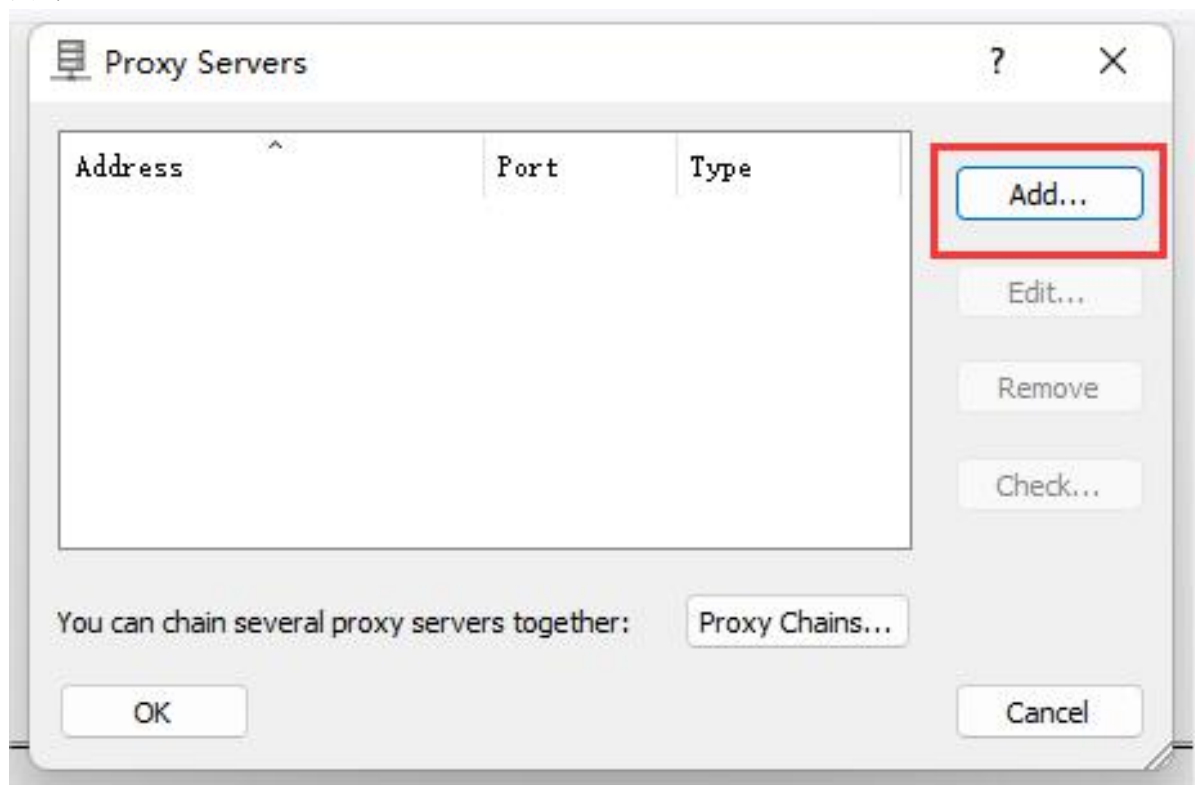 Proxy Servers
Address Port Type
Add...
Edit...
Remove
Check...
You can chain several proxy servers together: Proxy Chains...
OK Cancel